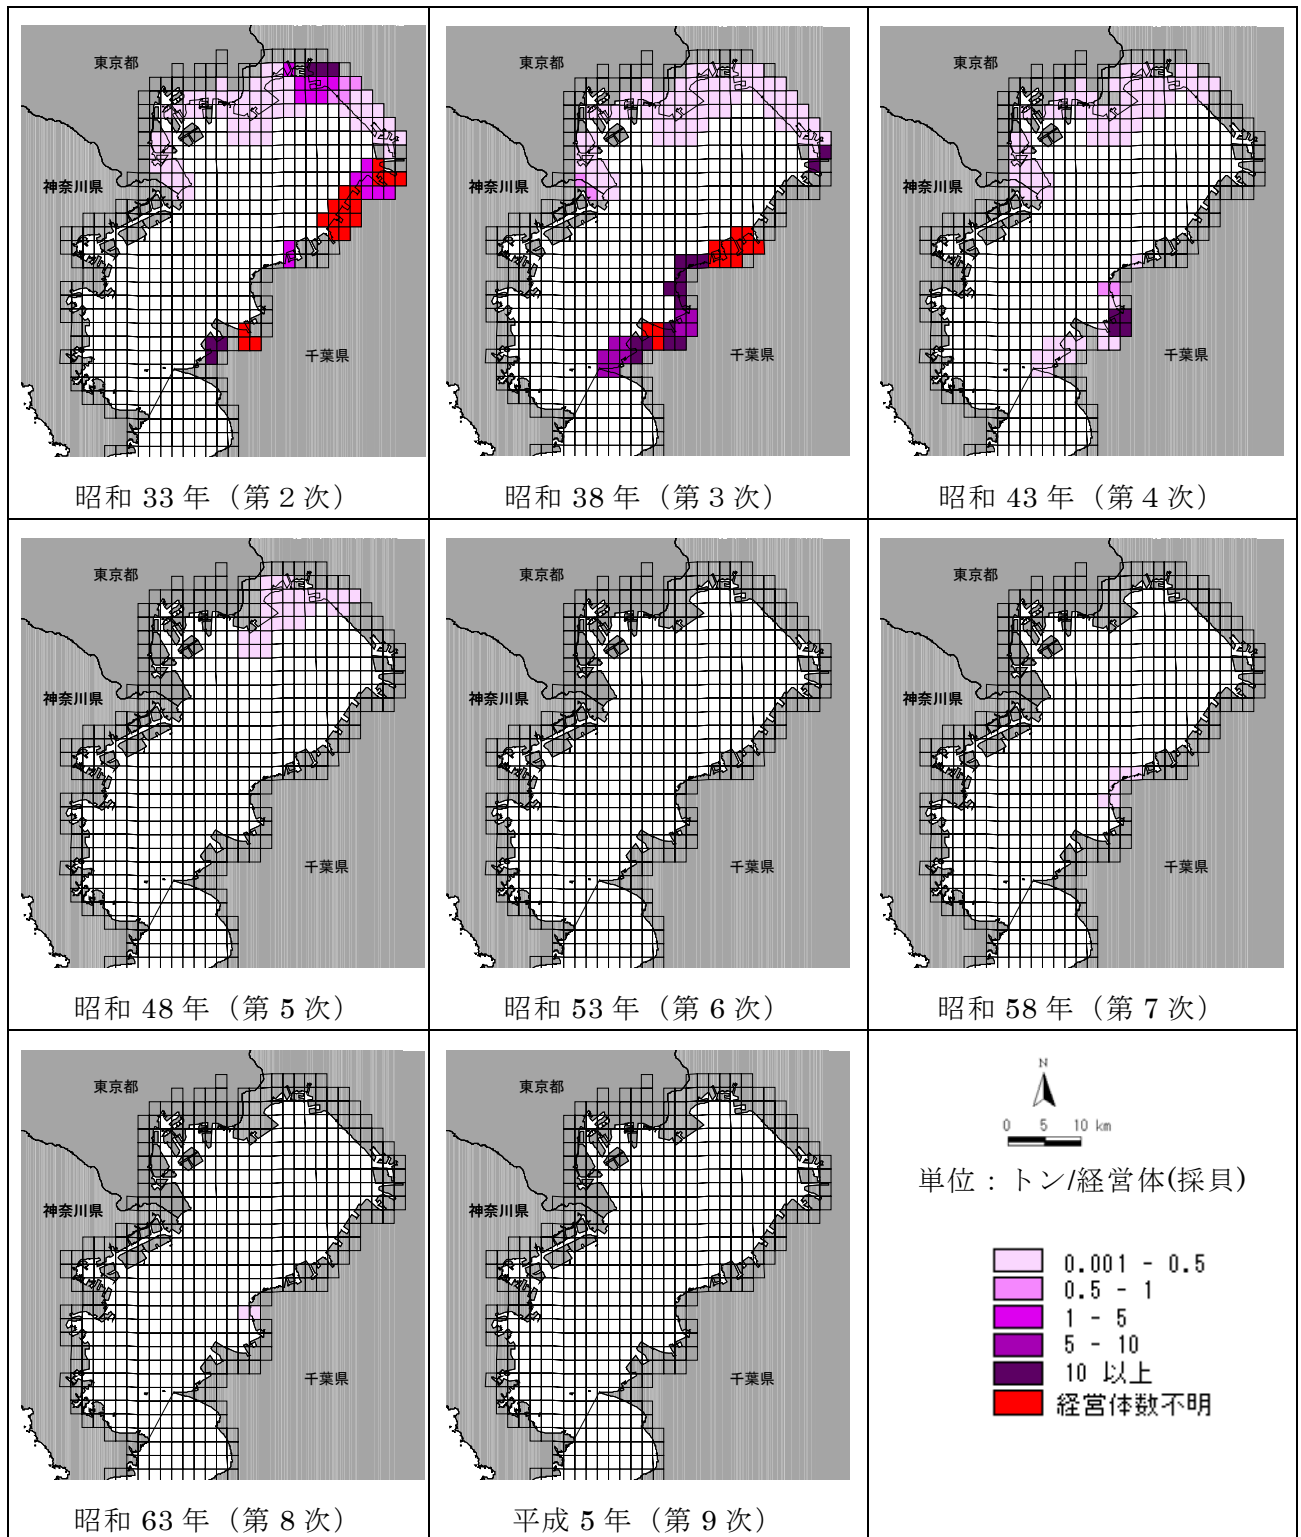 東京都
神奈川県
千葉県
昭和 33 年（第 2 次）
東京都
神奈川県
千葉県
昭和 38 年（第 3 次）
東京都
神奈川県
千葉県
昭和 43 年（第 4 次）
東京都
神奈川県
千葉県
昭和 48 年（第 5 次）
東京都
神奈川県
千葉県
昭和 53 年（第 6 次）
東京都
神奈川県
千葉県
昭和 58 年（第 7 次）
東京都
神奈川県
千葉県
昭和 63 年（第 8 次）
東京都
神奈川県
千葉県
平成 5 年（第 9 次）
N
0 5 10 km
単位：トン/経営体(採貝)
0.001 - 0.5
0.5 - 1
1 - 5
5 - 10
10 以上
経営体数不明